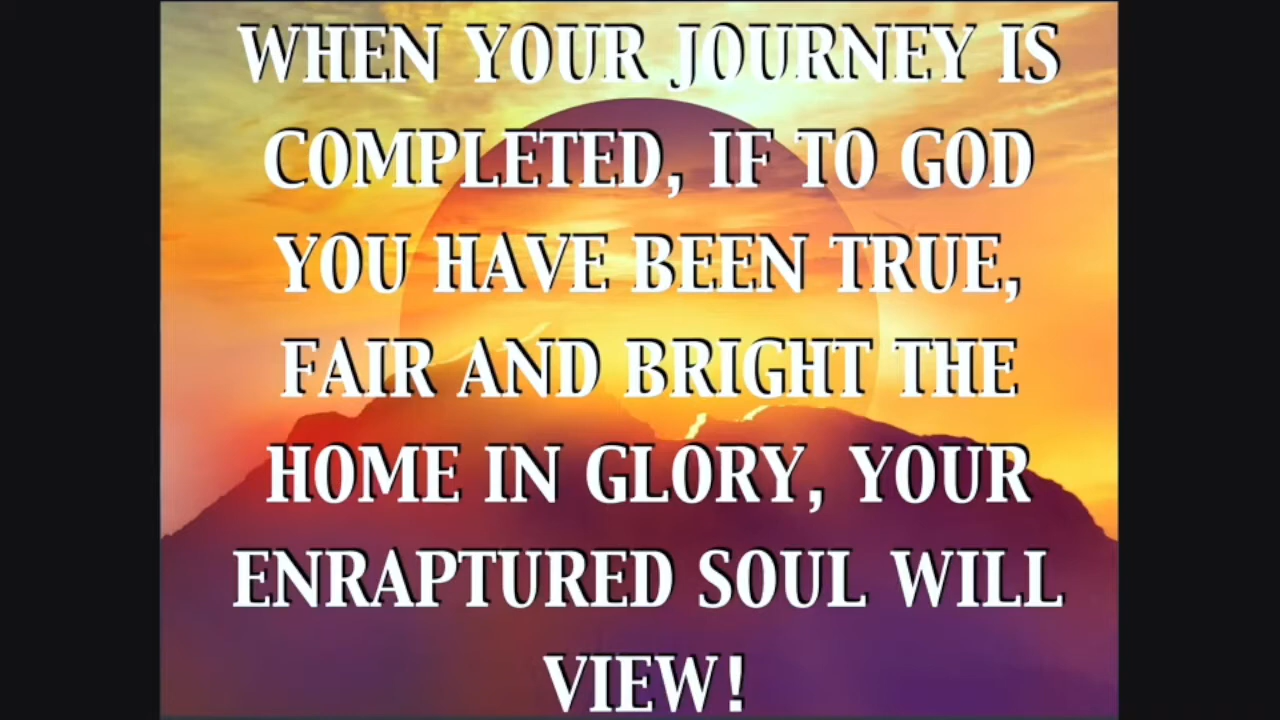 WHEN YOUR JOURNEY IS
COMPLETED, IF TO GOD
YOU HAVE BEEN TRUE,
FAIR AND BRIGHT THE
HOME IN GLORY, YOUR
ENRAPTURED SOUL WILL
VIEW!